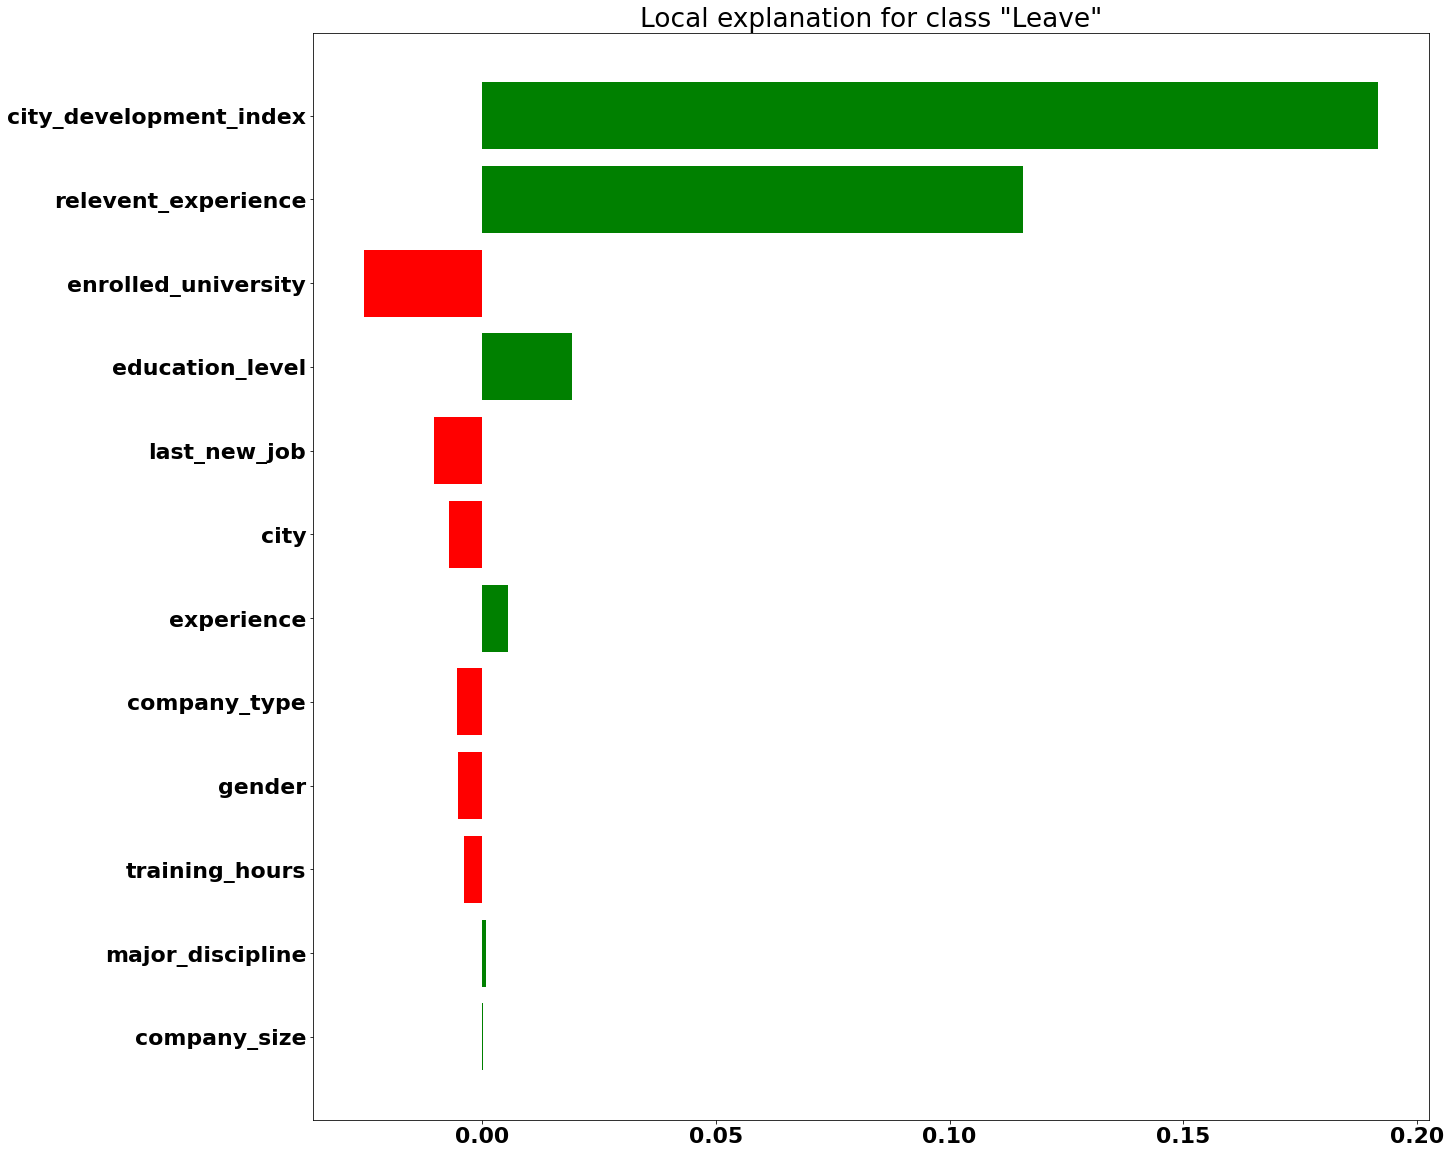 Local explanation for class "Leave"
city_development_index
relevent_experience
enrolled_university
education_level
last_new_job
city
experience
company_type
gender
training_hours
major_discipline
company_size
0.00 0.05 0.10 0.15 0.20